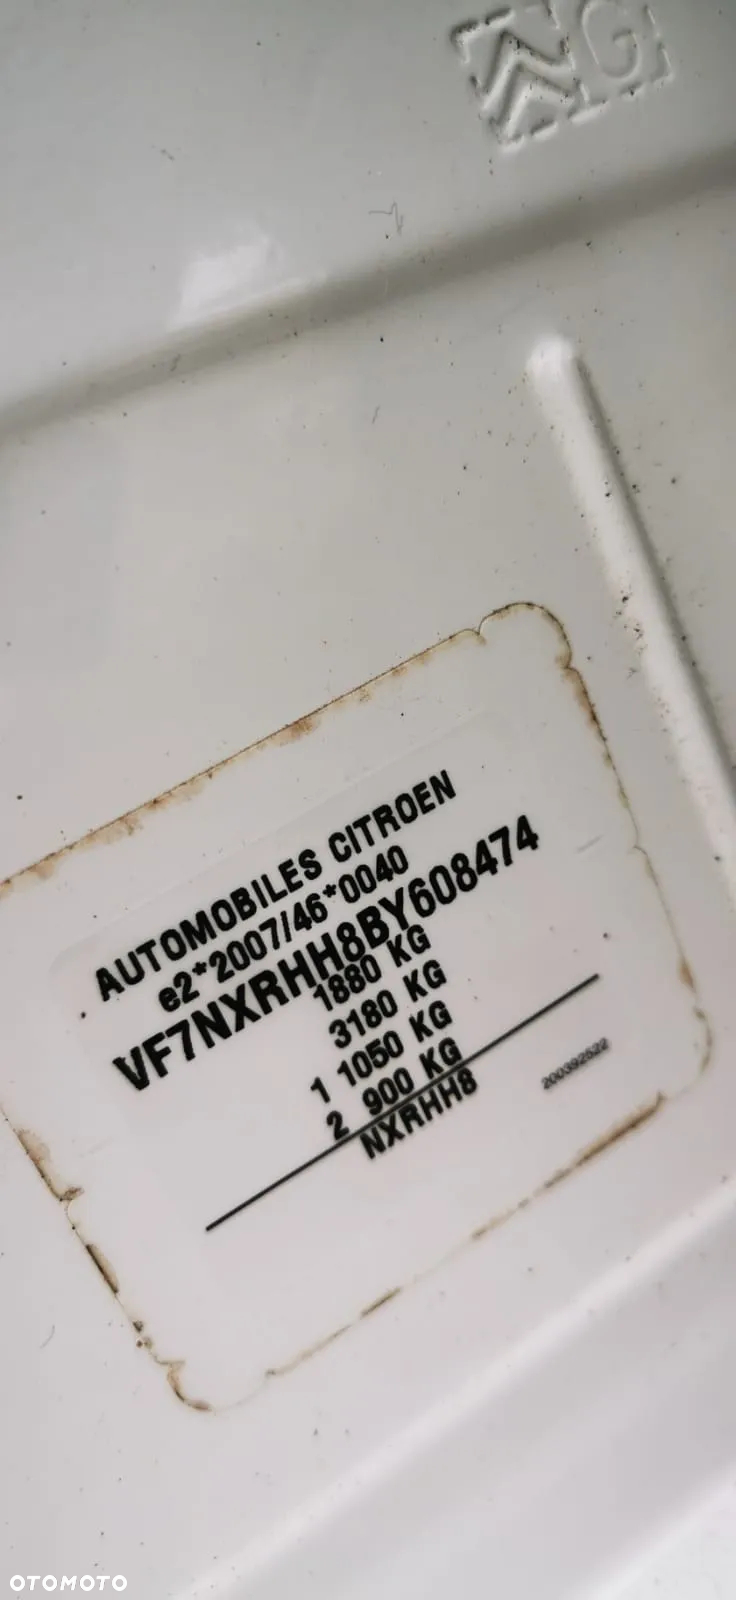 G
AUTOMOBILES CITROEN
e2*2007/46*0040
VF7NXRHH8BY608474
1880 KG
3180 KG
1 1050 KG
2 900 KG
NXRHH8
200392622
OTOMOTO